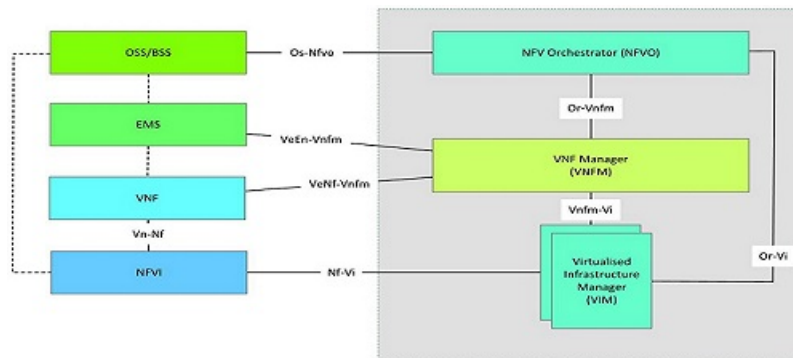 OSS/BSS
Os-Nfvo
NFV Orchestrator (NFVO)
Or-Vnfm
EMS
VeEn-Vnfm
VNF Manager
(VNFM)
VNF
VeNf-Vnfm
Vnfm-Vi
Vn-Nf
NFVI
Nf-Vi
Virtualised
Infrastructure
Manager
(VIM)
Or-Vi